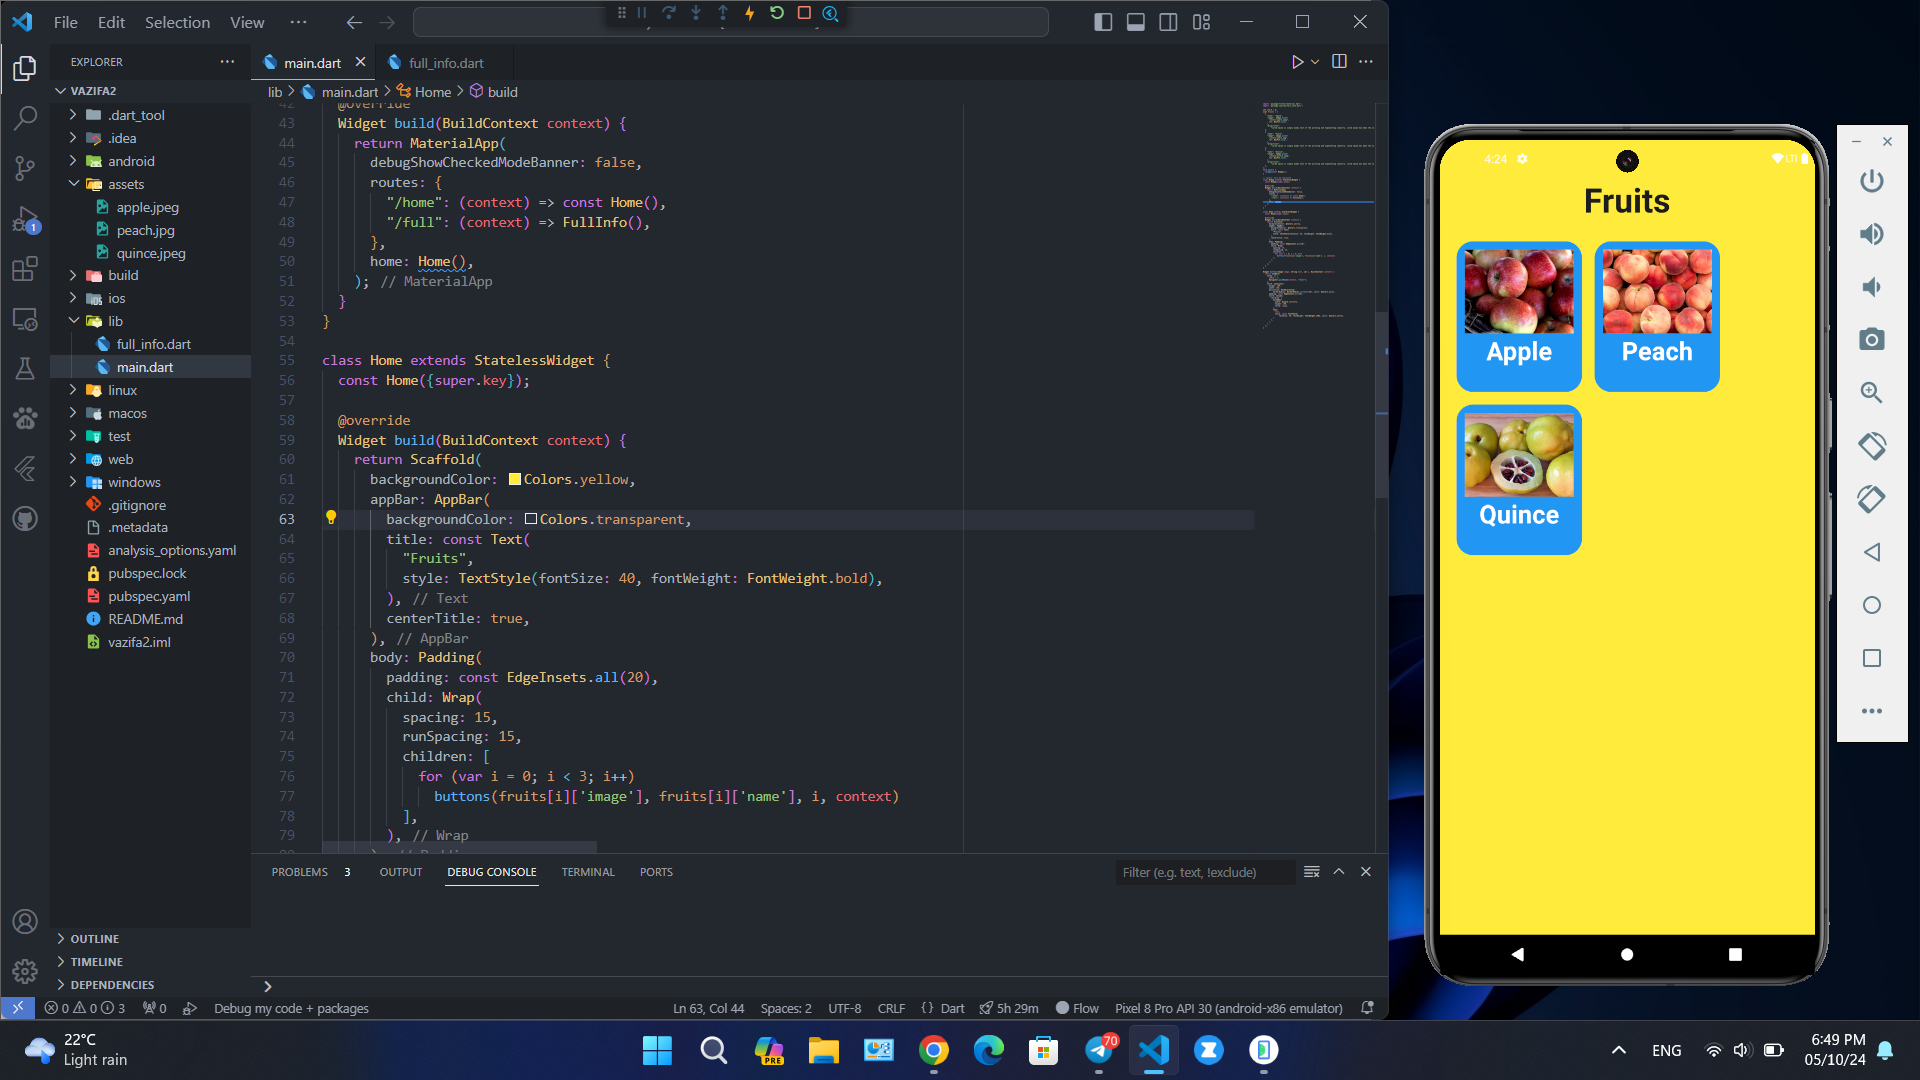 File Edit Selection View ···
EXPLORER
VAZIFA2
.dart_tool
.idea
android
assets
apple.jpeg
peach.jpg
quince.jpeg
build
ios
lib
full_info.dart
main.dart
linux
macos
test
web
windows
.gitignore
.metadata
analysis_options.yaml
pubspec.lock
pubspec.yaml
README.md
vazifa2.iml
OUTLINE
TIMELINE
DEPENDENCIES
main.dart full_info.dart
lib > main.dart > Home > build
42 @override
43 Widget build(BuildContext context) {
44 return MaterialApp(
45 debugShowCheckedModeBanner: false,
46 routes: {
47 "/home": (context) => const Home(),
48 "/full": (context) => FullInfo(),
49 },
50 home: Home(),
51 ); // MaterialApp
52 }
53 }
54
55 class Home extends StatelessWidget {
56 const Home({super.key});
57
58 @override
59 Widget build(BuildContext context) {
60 return Scaffold(
61 backgroundColor: Colors.yellow,
62 appBar: AppBar(
63 backgroundColor: Colors.transparent,
64 title: const Text(
65 "Fruits",
66 style: TextStyle(fontSize: 40, fontWeight: FontWeight.bold),
67 ), // Text
68 centerTitle: true,
69 ), // AppBar
70 body: Padding(
71 padding: const EdgeInsets.all(20),
72 child: Wrap(
73 spacing: 15,
74 runSpacing: 15,
75 children: [
76 for (var i = 0; i < 3; i++)
77 buttons(fruits[i]['image'], fruits[i]['name'], i, context)
78 ],
79 ), // Wrap
PROBLEMS 3 OUTPUT DEBUG CONSOLE TERMINAL PORTS
Filter (e.g. text, !exclude)
1
0 0 3 0 Debug my code + packages
Ln 63, Col 44 Spaces: 2 UTF-8 CRLF {} Dart 5h 29m Flow Pixel 8 Pro API 30 (android-x86 emulator)
4:24 LTE
Fruits
Apple
Peach
Quince
22°C
Light rain
PRE
70
ENG
6:49 PM
05/10/24